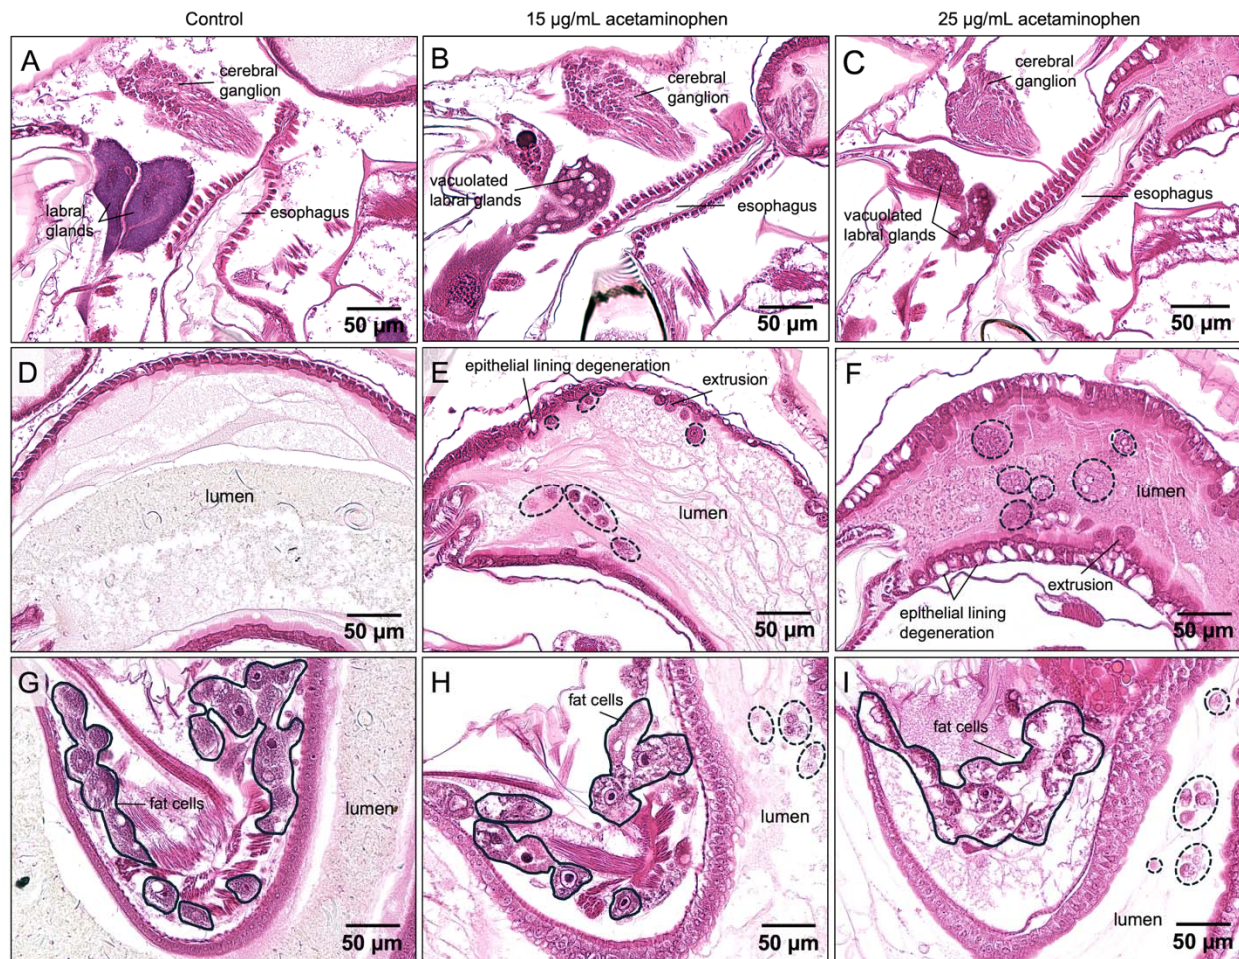 Control
15 µg/mL acetaminophen
25 µg/mL acetaminophen
A
cerebral
ganglion
labral
glands
esophagus
50 µm
B
cerebral
ganglion
vacuolated
labral glands
esophagus
50 µm
C
cerebral
ganglion
vacuolated
labral glands
esophagus
50 µm
D
lumen
50 µm
E
epithelial lining degeneration
extrusion
lumen
50 µm
F
lumen
extrusion
epithelial lining
degeneration
50 µm
G
fat cells
lumen
50 µm
H
fat cells
lumen
50 µm
I
fat cells
lumen
50 µm